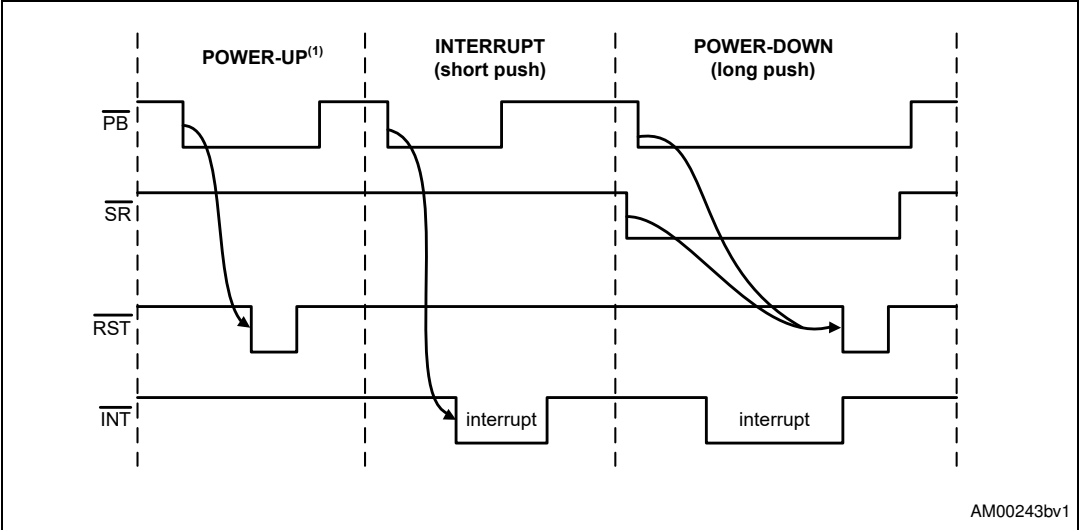 POWER-UP(1)
INTERRUPT
(short push)
POWER-DOWN
(long push)
PB
SR
RST
INT
interrupt
interrupt
AM00243bv1